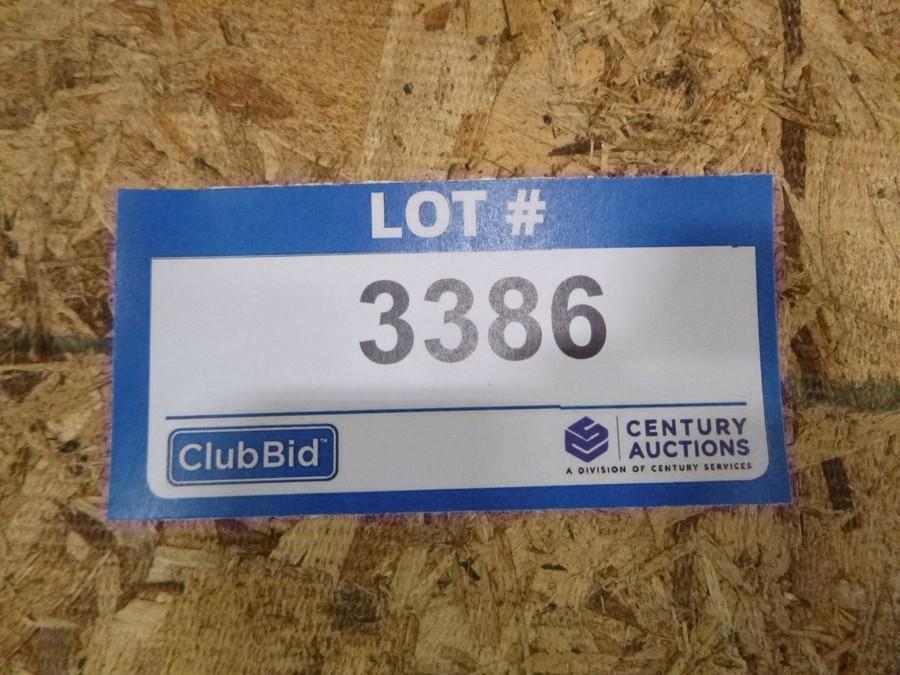 LOT #
3386
ClubBid™
CENTURY
AUCTIONS
A DIVISION OF CENTURY SERVICES